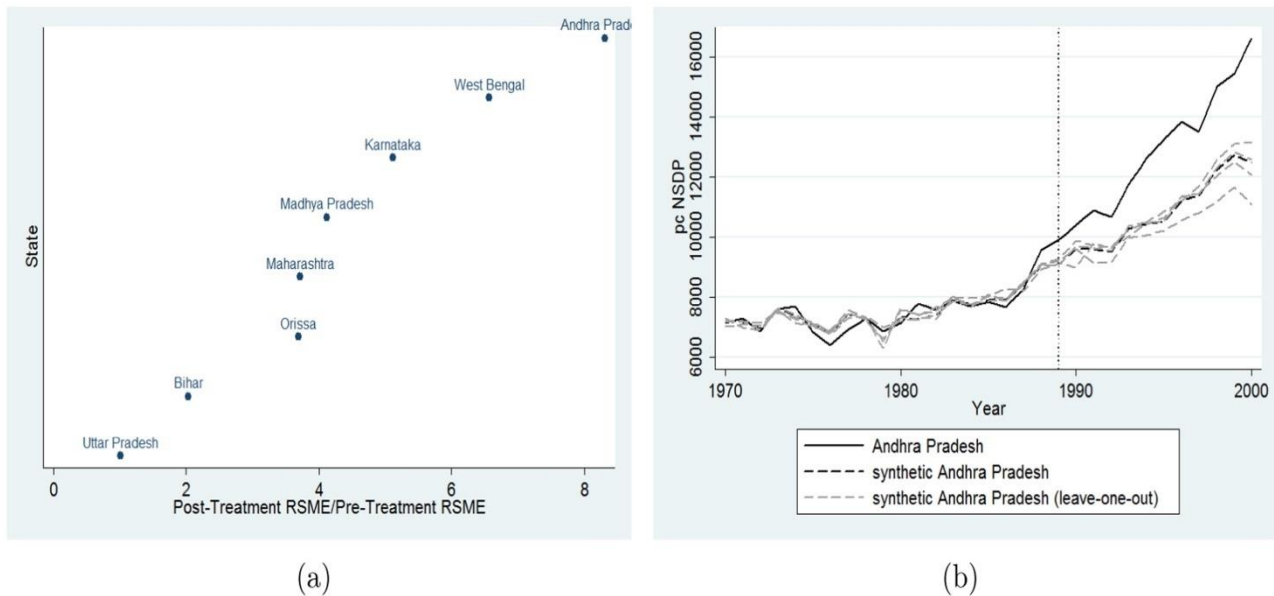 Andhra Prade
West Bengal
Karnataka
Madhya Pradesh
Maharashtra
Orissa
Bihar
Uttar Pradesh
State
0 2 4 6 8
Post-Treatment RSME/Pre-Treatment RSME
(a)
16000
14000
12000
10000
8000
6000
pc NSDP
1970 1980 1990 2000
Year
Andhra Pradesh
synthetic Andhra Pradesh
synthetic Andhra Pradesh (leave-one-out)
(b)